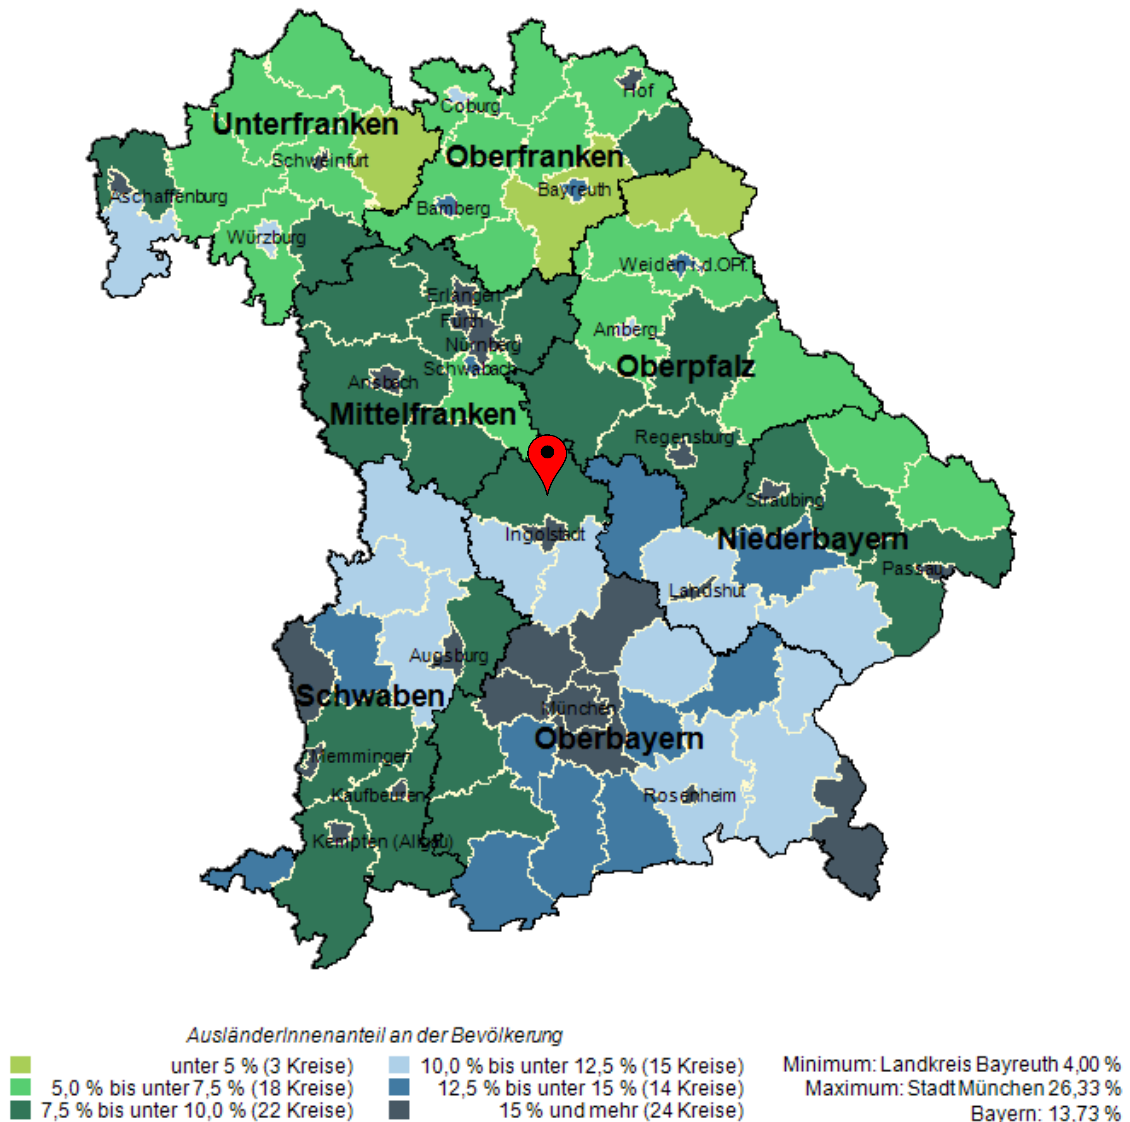 Hof
Coburg
Unterfranken
Oberfranken
Schweinfurt
Bayreuth
Aschaffenburg
Bamberg
Würzburg
Weiden i.d.OPf.
Erlangen
Fürth
Amberg
Nürnberg
Schwabach
Oberpfalz
Ansbach
Mittelfranken
Regensburg
Straubing
Ingolstadt
Niederbayern
Passau
Landshut
Augsburg
Schwaben
München
Oberbayern
Memmingen
Kaufbeuren
Rosenheim
Kempten (Allgäu)
AusländerInnenanteil an der Bevölkerung
unter 5 % (3 Kreise)
5,0 % bis unter 7,5 % (18 Kreise)
7,5 % bis unter 10,0 % (22 Kreise)
10,0 % bis unter 12,5 % (15 Kreise)
12,5 % bis unter 15 % (14 Kreise)
15 % und mehr (24 Kreise)
Minimum: Landkreis Bayreuth 4,00 %
Maximum: Stadt München 26,33 %
Bayern: 13,73 %